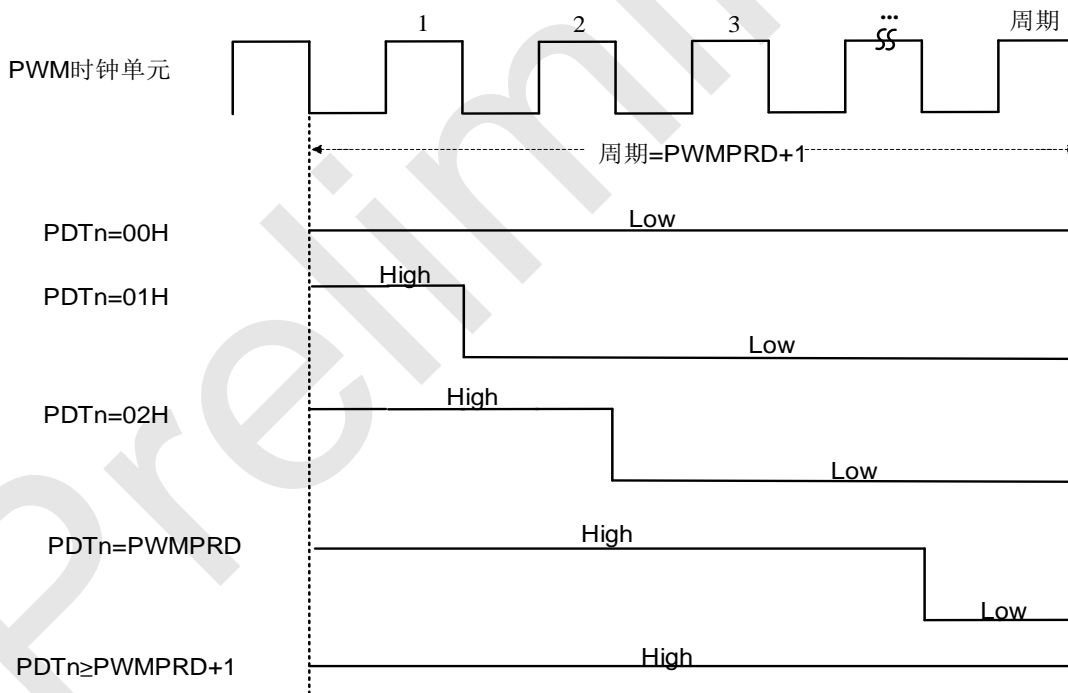 1 2 3 ... 周期
PWM时钟单元
周期=PWMPRD+1
PDTn=00H Low
PDTn=01H High Low
PDTn=02H High Low
PDTn=PWMPRD High Low
PDTn≥PWMPRD+1 High
Prelimi